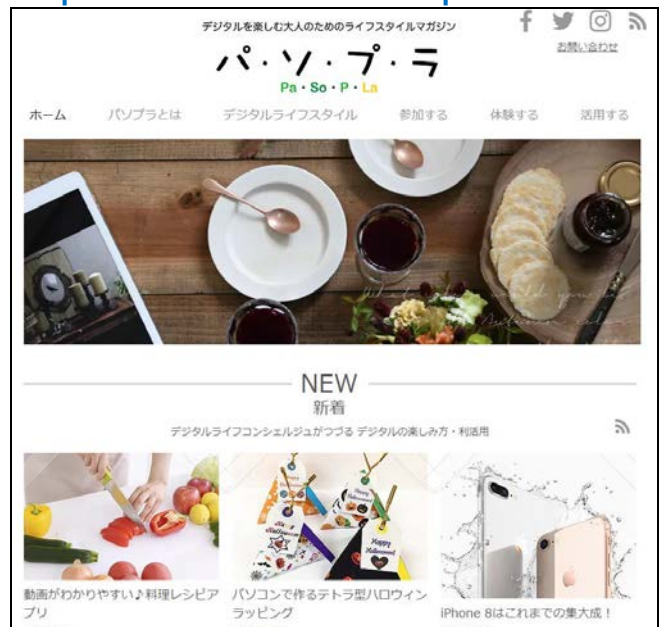 デジタルを楽しむ大人のためのライフスタイルマガジン
お問い合わせ
パ・ソ・プ・ラ
Pa・So・P・La
ホーム パソプラとは デジタルライフスタイル 参加する 体験する 活用する
NEW
新着
デジタルライフコンシェルジュがつづる デジタルの楽しみ方・利活用
Happy
Halloween!
動画がわかりやすい♪料理レシピア
プリ
パソコンで作るテトラ型ハロウィン
ラッピング
iPhone 8はこれまでの集大成！